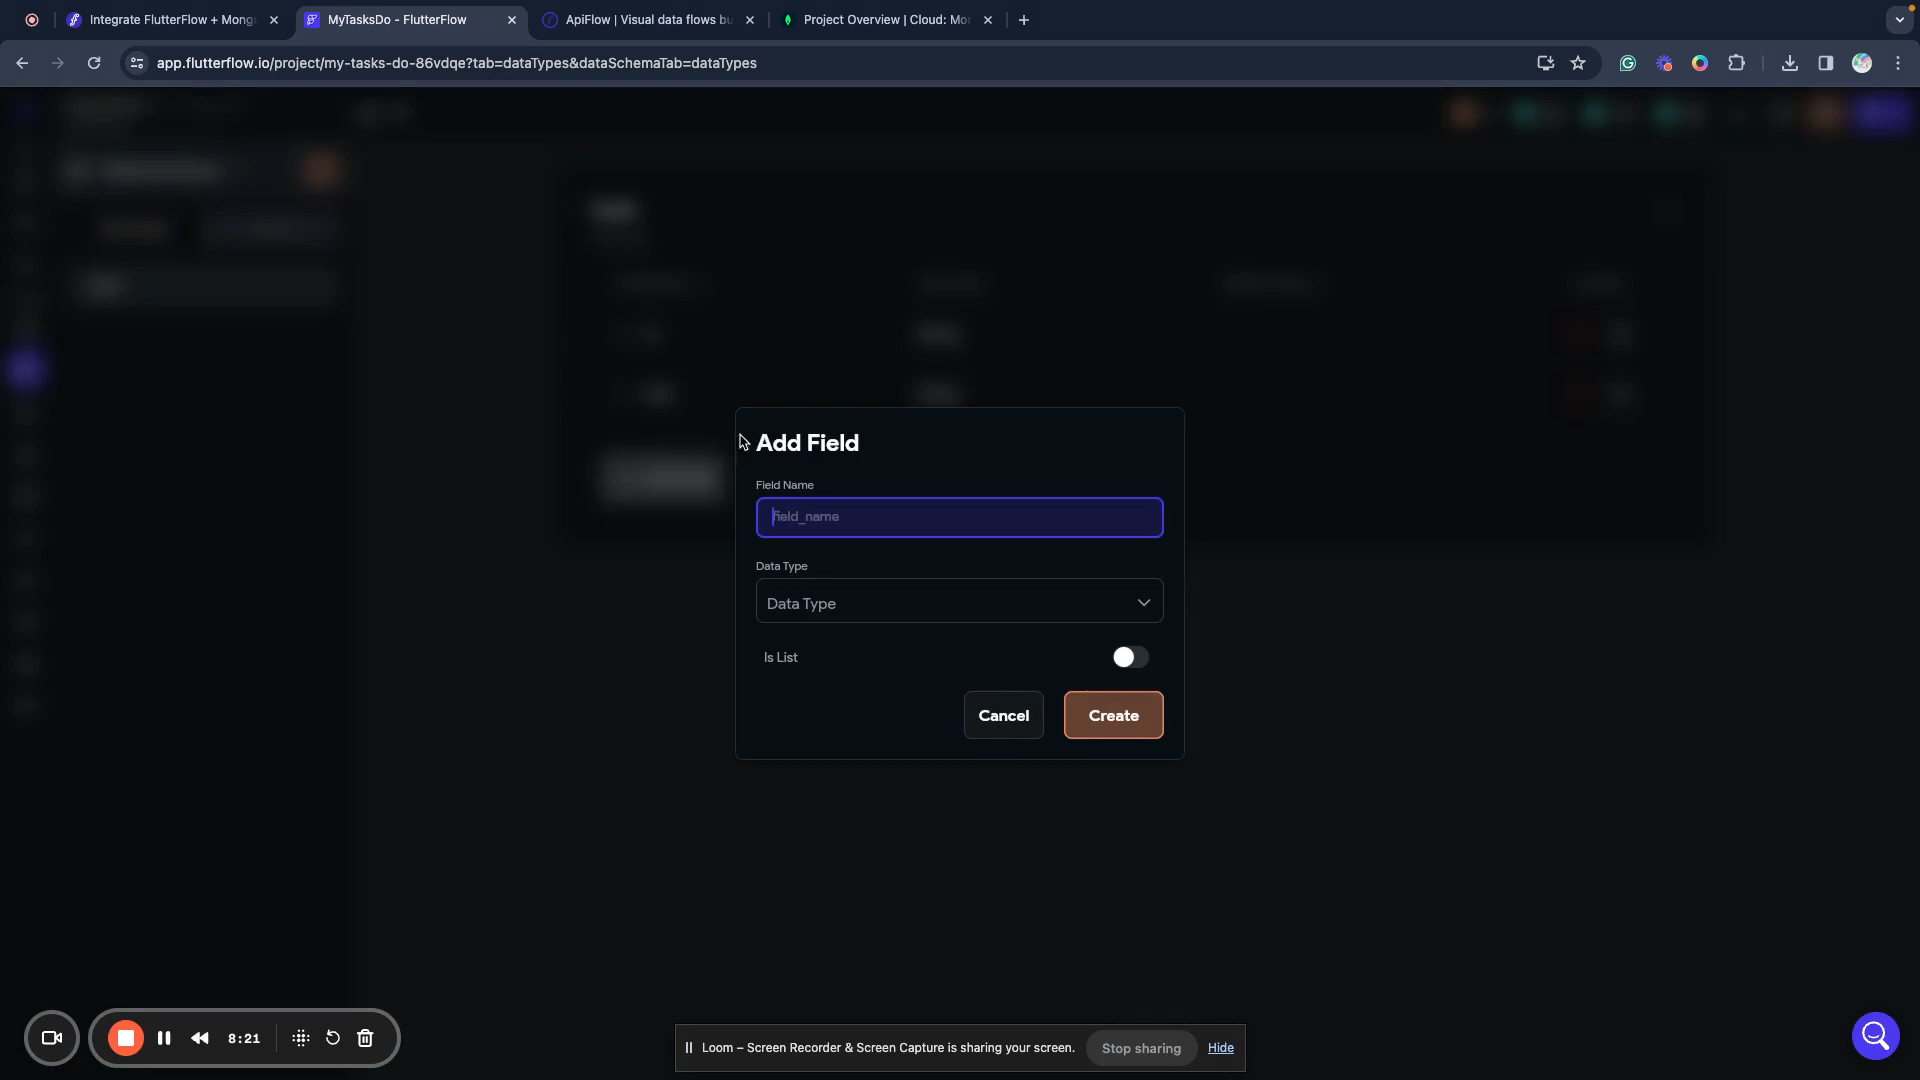 Integrate FlutterFlow + Mong
MyTasksDo - FlutterFlow
ApiFlow | Visual data flows bu
Project Overview | Cloud: Mo
app.flutterflow.io/project/my-tasks-do-86vdqe?tab=dataTypes&dataSchemaTab=dataTypes
Add Field
Field Name
field_name
Data Type
Data Type
Is List
Cancel
Create
8:21
Loom – Screen Recorder & Screen Capture is sharing your screen.
Stop sharing
Hide